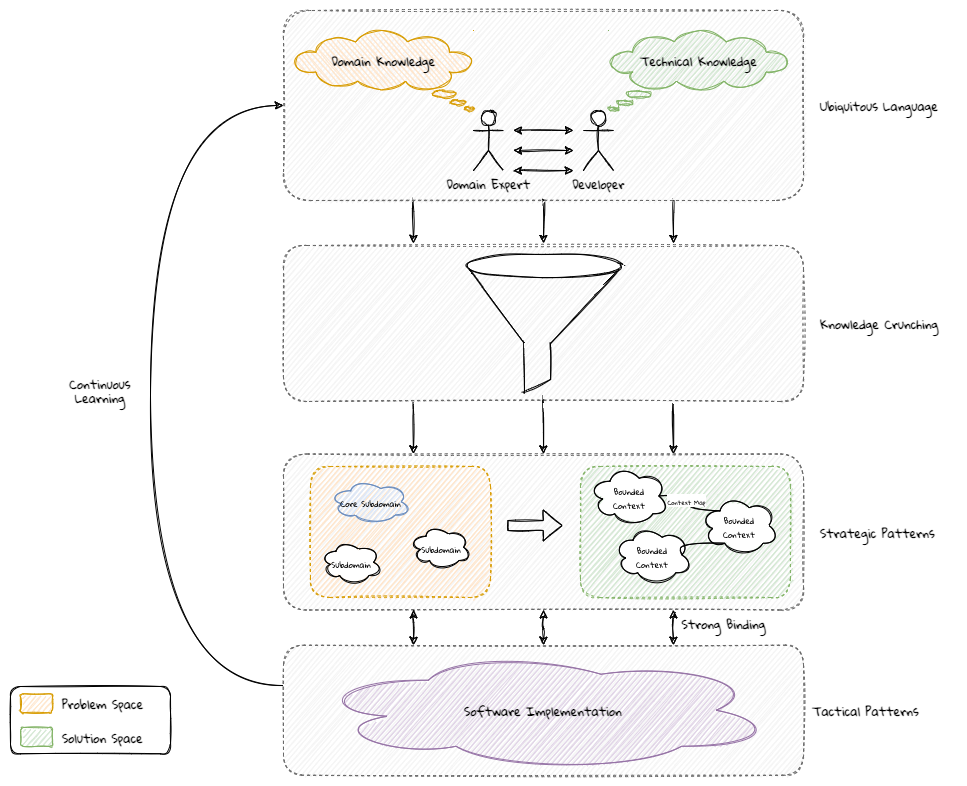 Domain Knowledge
Technical Knowledge
Ubiquitous Language
Domain Expert
Developer
Knowledge Crunching
Continuous
Learning
Core Subdomain
Subdomain
Subdomain
Bounded
Context
Context Map
Bounded
Context
Bounded
Context
Strategic Patterns
Strong Binding
Software Implementation
Tactical Patterns
Problem Space
Solution Space